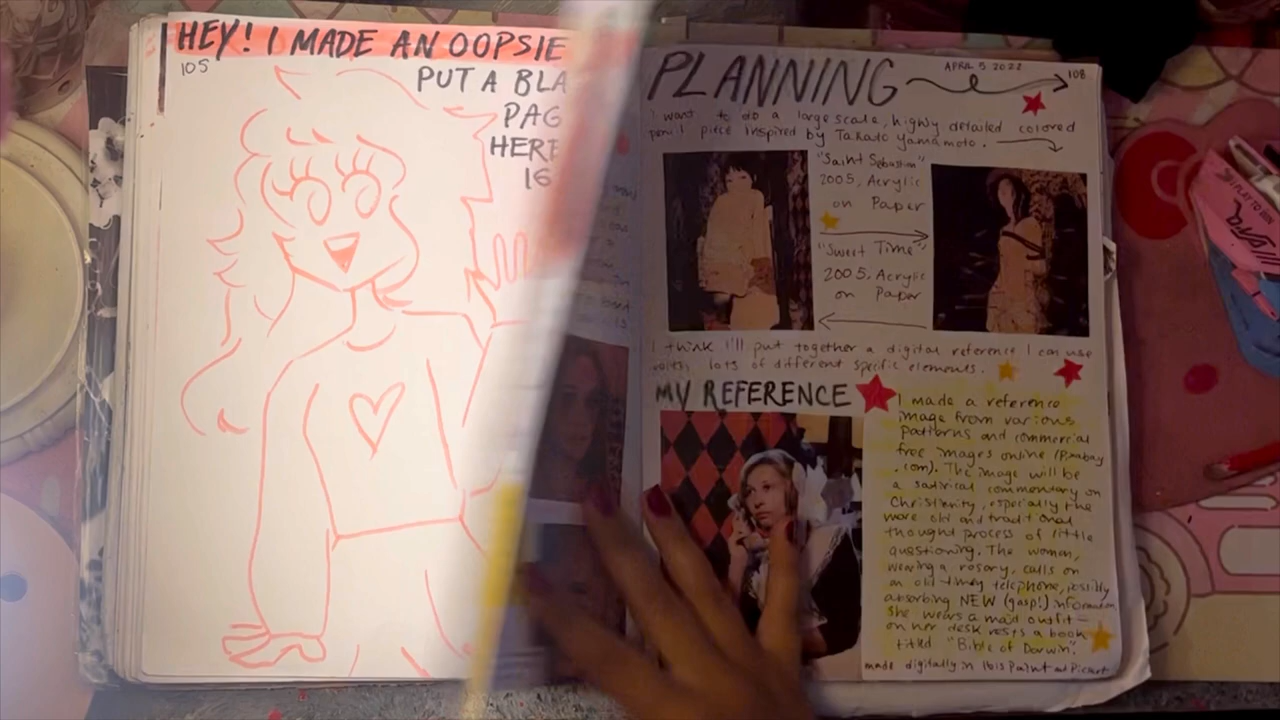 HEY! I MADE AN OOPSIE
105
PUT A BLA
PAG
HERE
16
PLANNING
APRIL 5 2022
108
I want to do a large scale, highly detailed colored
pencil piece inspired by Takato Yamamoto.
"Saint Sebastian"
2005, Acrylic
on Paper
"Sweet Time"
2005, Acrylic
on Paper
I think I'll put together a digital reference I can use
lots of different specific elements.
MY REFERENCE
I made a reference
image from various
patterns and commercial
free images online (Pixabay
.com). The image will be
a satirical commentary on
Christianity, especially the
more old and traditional
thought process of little
questioning. The woman,
wearing a rosary, calls on
an old timey telephone, possibly
absorbing NEW (gasp!) information
She wears a maid outfit—
on her desk rests a book
titled "Bible of Darwin".
made digitally in Ibis Paint and Picsart